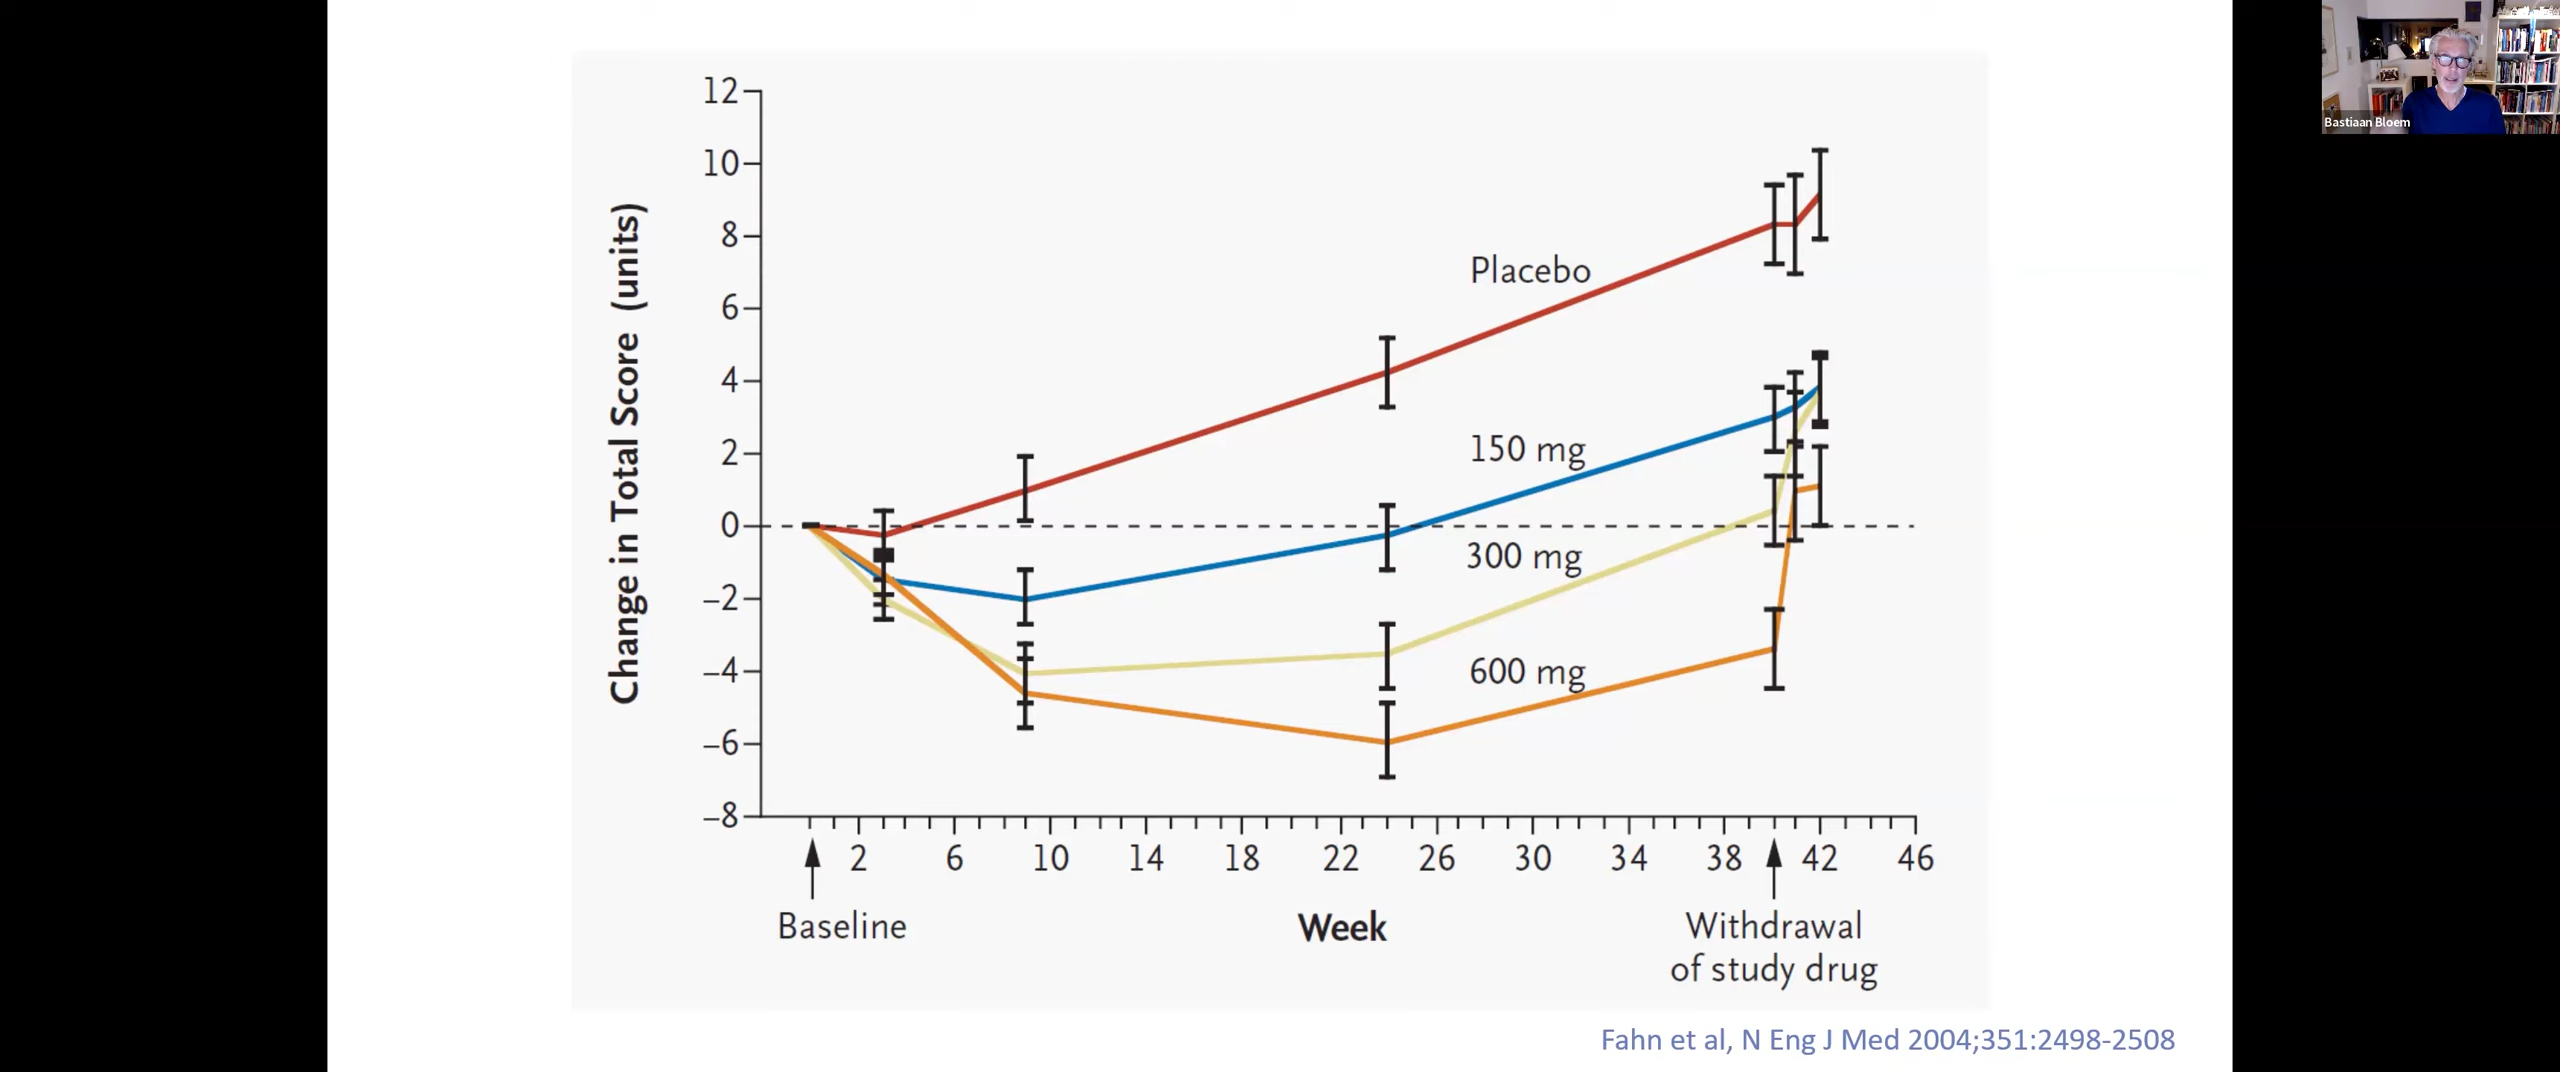 Bastiaan Bloem
12
10
8
6
4
2
0
−2
−4
−6
−8
Change in Total Score (units)
Placebo
150 mg
300 mg
600 mg
2 6 10 14 18 22 26 30 34 38 42 46
Baseline
Week
Withdrawal
of study drug
Fahn et al, N Eng J Med 2004;351:2498-2508